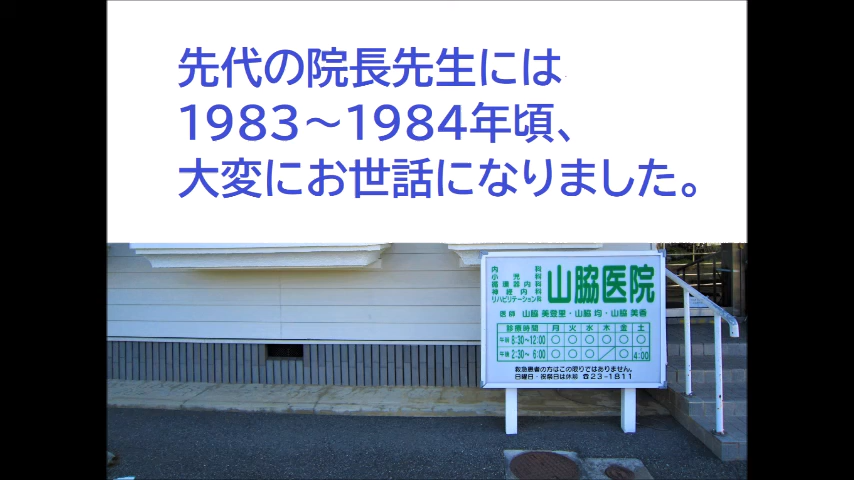 先代の院長先生には
1983～1984年頃、
大変にお世話になりました。
内科
小児科
循環器内科
神経内科
リハビリテーション科
山脇医院
医師 山脇 美登里・山脇 均・山脇 美香
診療時間 月 火 水 木 金 土
午前 8:30～12:00 ○ ○ ○ ○ ○ ○
午後 2:30～6:00 ○ ○ ○ ／ ○ 4:00
救急患者の方はこの限りではありません。
日曜日・祝祭日は休診 ☎23-1811